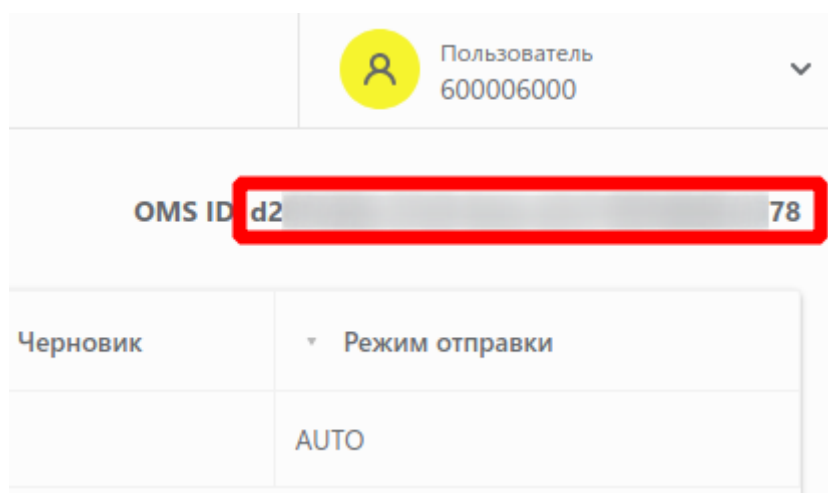 Пользователь
600006000
OMS ID d2 78
Черновик
Режим отправки
AUTO